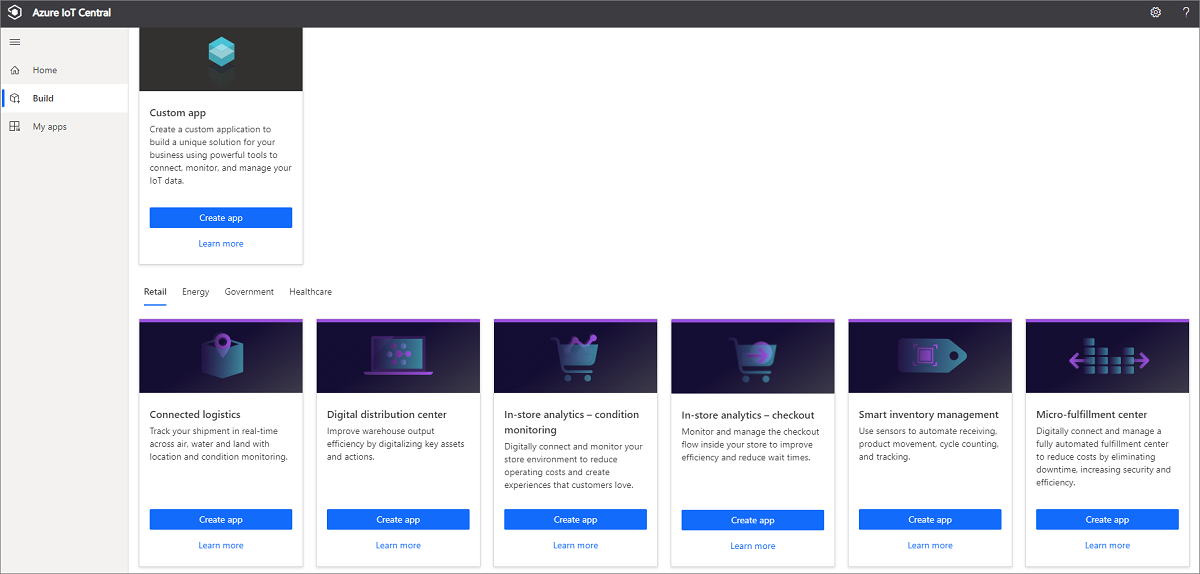 Azure IoT Central
?
Home
Build
My apps
Custom app
Create a custom application to
build a unique solution for your
business using powerful tools to
connect, monitor, and manage your
IoT data.
Create app
Learn more
Retail
Energy
Government
Healthcare
Connected logistics
Track your shipment in real-time
across air, water and land with
location and condition monitoring.
Create app
Learn more
Digital distribution center
Improve warehouse output
efficiency by digitalizing key assets
and actions.
Create app
Learn more
In-store analytics – condition
monitoring
Digitally connect and monitor your
store environment to reduce
operating costs and create
experiences that customers love.
Create app
Learn more
In-store analytics – checkout
Monitor and manage the checkout
flow inside your store to improve
efficiency and reduce wait times.
Create app
Learn more
Smart inventory management
Use sensors to automate receiving,
product movement, cycle counting,
and tracking.
Create app
Learn more
Micro-fulfillment center
Digitally connect and manage a
fully automated fulfillment center
to reduce costs by eliminating
downtime, increasing security and
efficiency.
Create app
Learn more